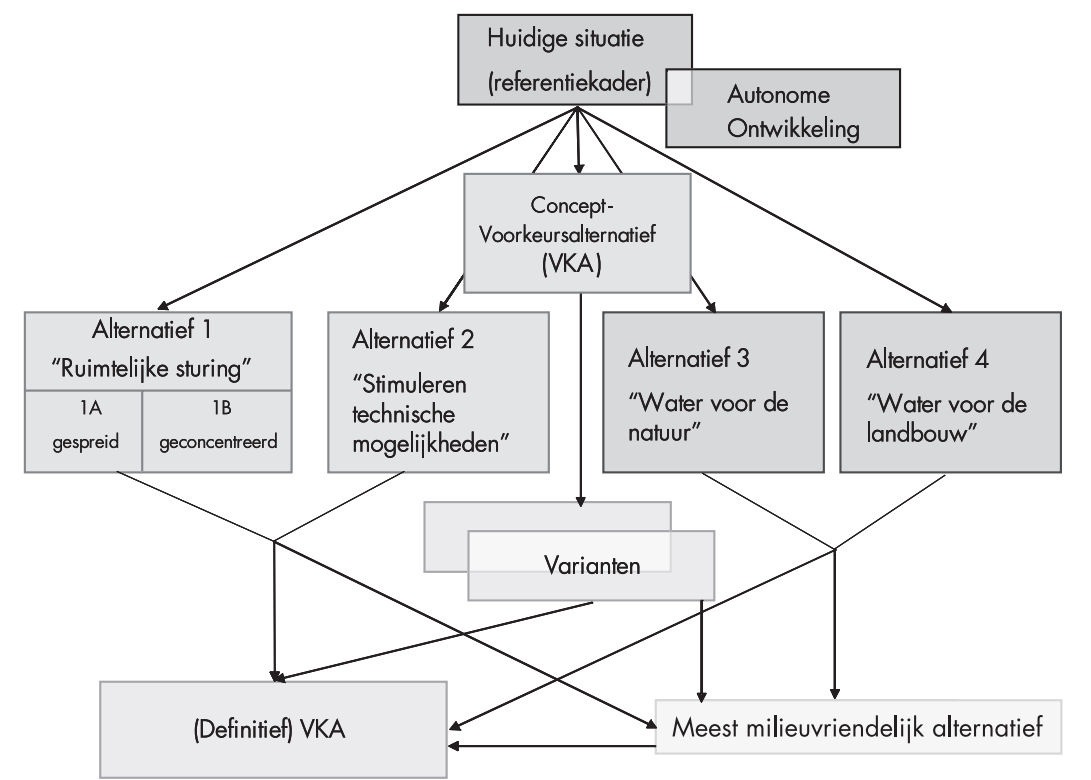 Huidige situatie
(referentiekader)
Autonome
Ontwikkeling
Concept-
Voorkeursalternatief
(VKA)
Alternatief 1
“Ruimtelijke sturing”
1A
gespreid
1B
geconcentreerd
Alternatief 2
“Stimuleren
technische
mogelijkheden”
Alternatief 3
“Water voor de
natuur”
Alternatief 4
“Water voor de
landbouw”
Varianten
(Definitief) VKA
Meest milieuvriendelijk alternatief